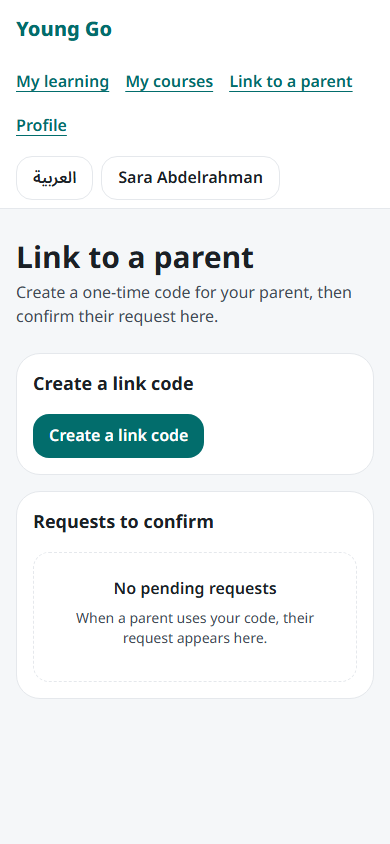 Young Go
My learning My courses Link to a parent
Profile
العربية Sara Abdelrahman
Link to a parent
Create a one-time code for your parent, then
confirm their request here.
Create a link code
Create a link code
Requests to confirm
No pending requests
When a parent uses your code, their
request appears here.